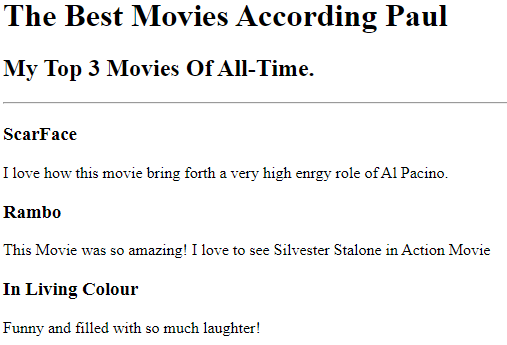 The Best Movies According Paul
My Top 3 Movies Of All-Time.
ScarFace
I love how this movie bring forth a very high enrgy role of Al Pacino.
Rambo
This Movie was so amazing! I love to see Silvester Stalone in Action Movie
In Living Colour
Funny and filled with so much laughter!